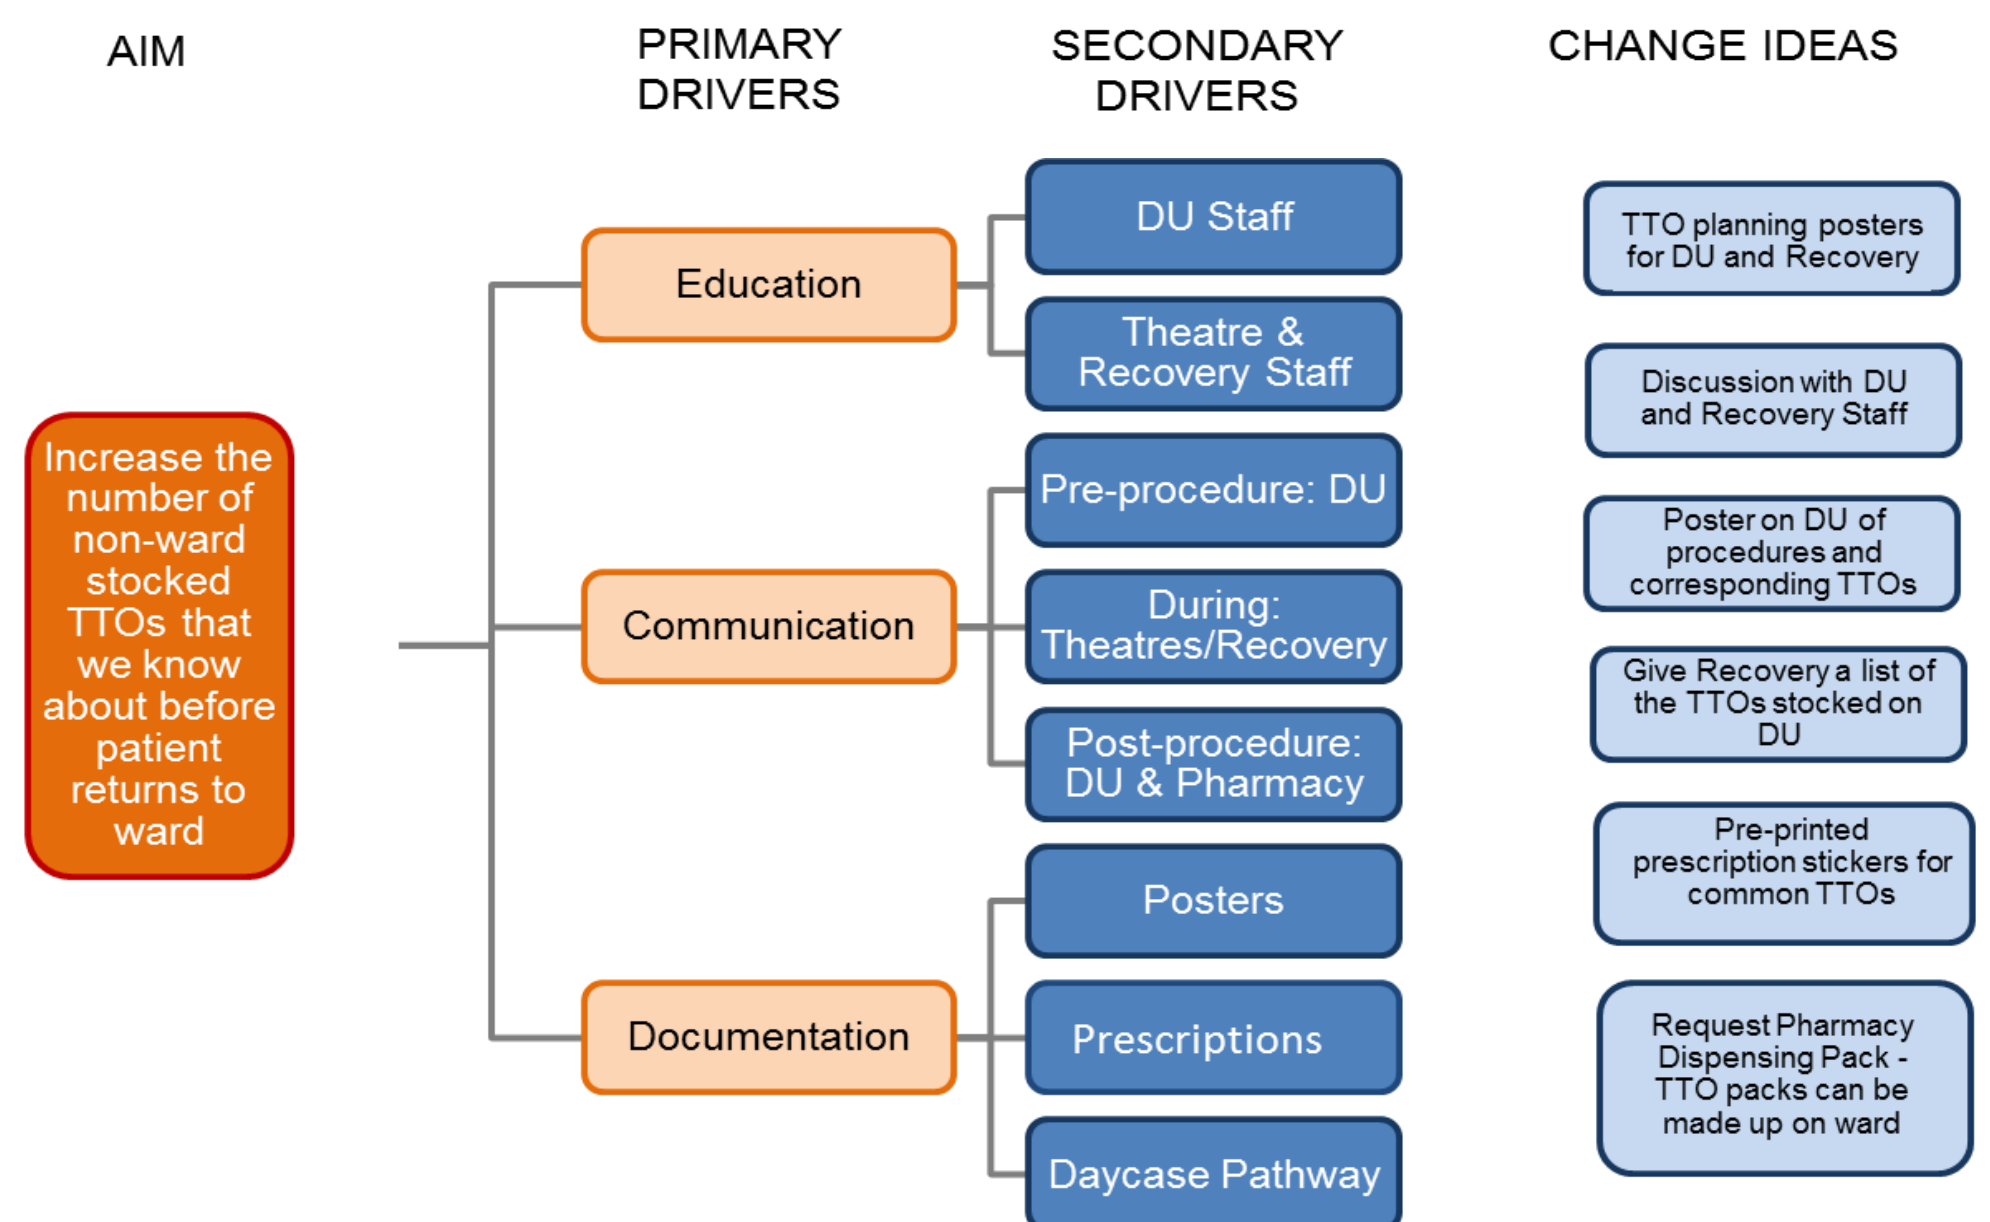 AIM
PRIMARY
DRIVERS
SECONDARY
DRIVERS
CHANGE IDEAS
Increase the
number of
non-ward
stocked
TTOs that
we know
about before
patient
returns to
ward
Education
Communication
Documentation
DU Staff
Theatre &
Recovery Staff
Pre-procedure: DU
During:
Theatres/Recovery
Post-procedure:
DU & Pharmacy
Posters
Prescriptions
Daycase Pathway
TTO planning posters
for DU and Recovery
Discussion with DU
and Recovery Staff
Poster on DU of
procedures and
corresponding TTOs
Give Recovery a list of
the TTOs stocked on
DU
Pre-printed
prescription stickers for
common TTOs
Request Pharmacy
Dispensing Pack -
TTO packs can be
made up on ward